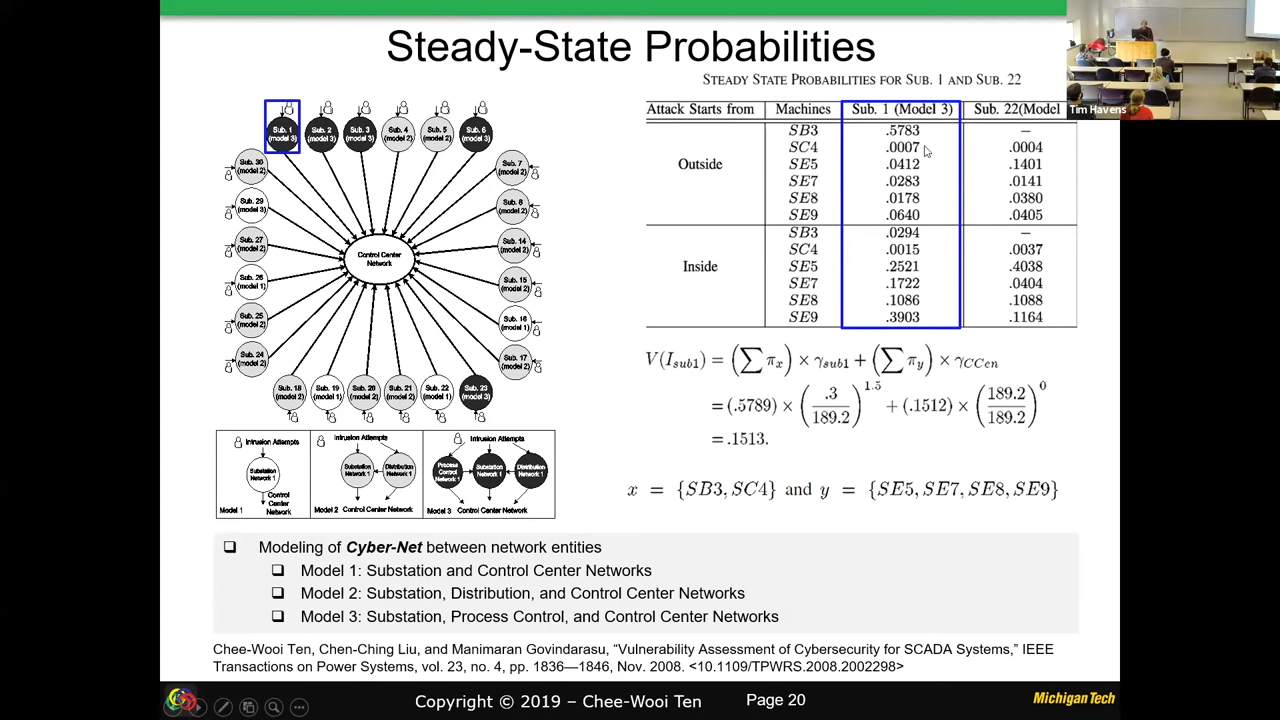 Steady-State Probabilities
STEADY STATE PROBABILITIES FOR SUB. 1 AND SUB. 22
Attack Starts from Machines Sub. 1 (Model 3) Sub. 22(Model
Outside
SB3 .5783 –
SC4 .0007 .0004
SE5 .0412 .1401
SE7 .0283 .0141
SE8 .0178 .0380
SE9 .0640 .0405
Inside
SB3 .0294 –
SC4 .0015 .0037
SE5 .2521 .4038
SE7 .1722 .0404
SE8 .1086 .1088
SE9 .3903 .1164
Tim Havens
Sub. 1 (model 3)
Sub. 2 (model 3)
Sub. 3 (model 3)
Sub. 4 (model 2)
Sub. 5 (model 2)
Sub. 6 (model 3)
Sub. 30 (model 2)
Sub. 7 (model 2)
Sub. 29 (model 3)
Sub. 8 (model 2)
Sub. 27 (model 2)
Sub. 14 (model 2)
Control Center Network
Sub. 26 (model 1)
Sub. 15 (model 2)
Sub. 25 (model 2)
Sub. 16 (model 1)
Sub. 24 (model 2)
Sub. 17 (model 2)
Sub. 18 (model 2)
Sub. 19 (model 1)
Sub. 20 (model 2)
Sub. 21 (model 2)
Sub. 22 (model 1)
Sub. 23 (model 3)
V(I_sub1) = (∑ π_x) × γ_sub1 + (∑ π_y) × γ_CCen
= (.5789) × (.3 / 189.2)^1.5 + (.1512) × (189.2 / 189.2)^0
= .1513.
x = {SB3, SC4} and y = {SE5, SE7, SE8, SE9}
Intrusion Attempts
Substation Network 1
Control Center Network
Model 1
Intrusion Attempts
Substation Network 1
Distribution Network 1
Model 2 Control Center Network
Intrusion Attempts
Process Control Network 1
Substation Network 1
Distribution Network 1
Model 3 Control Center Network
Modeling of Cyber-Net between network entities
Model 1: Substation and Control Center Networks
Model 2: Substation, Distribution, and Control Center Networks
Model 3: Substation, Process Control, and Control Center Networks
Chee-Wooi Ten, Chen-Ching Liu, and Manimaran Govindarasu, “Vulnerability Assessment of Cybersecurity for SCADA Systems,” IEEE
Transactions on Power Systems, vol. 23, no. 4, pp. 1836—1846, Nov. 2008. <10.1109/TPWRS.2008.2002298>
Copyright © 2019 – Chee-Wooi Ten Page 20 Michigan Tech